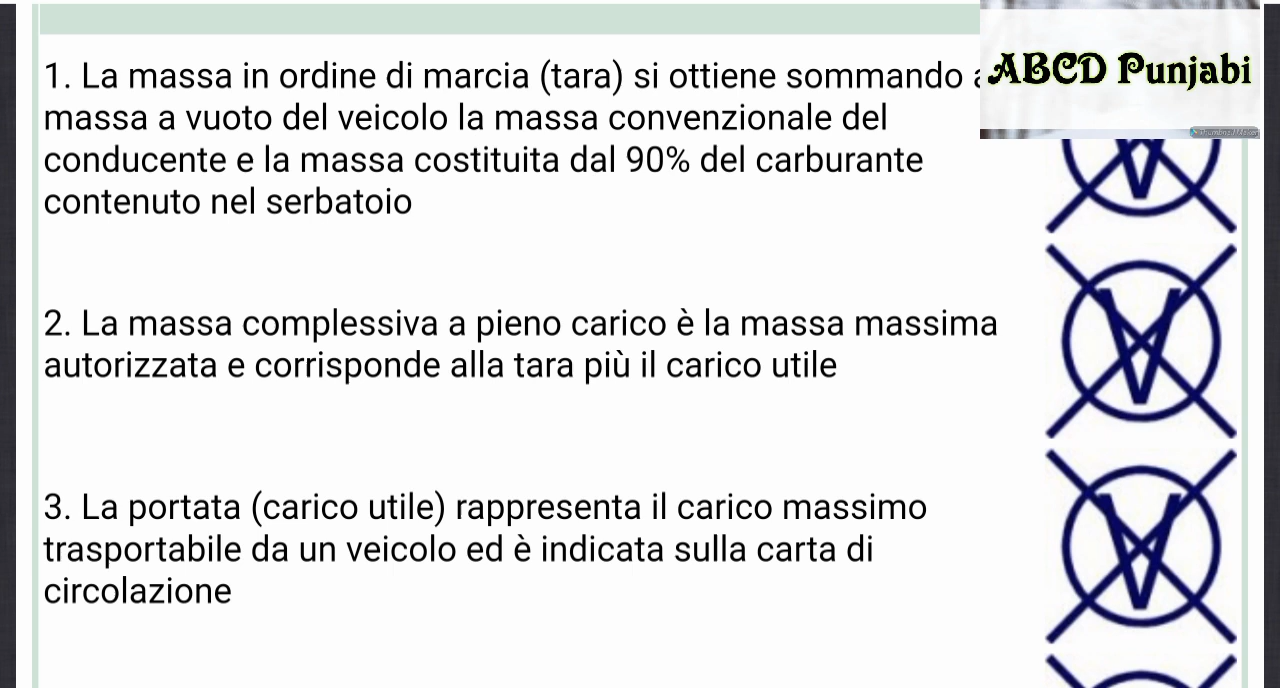 1. La massa in ordine di marcia (tara) si ottiene sommando
ABCD Punjabi
massa a vuoto del veicolo la massa convenzionale del
conducente e la massa costituita dal 90% del carburante
contenuto nel serbatoio
V
2. La massa complessiva a pieno carico è la massa massima
autorizzata e corrisponde alla tara più il carico utile
V
3. La portata (carico utile) rappresenta il carico massimo
trasportabile da un veicolo ed è indicata sulla carta di
circolazione
V